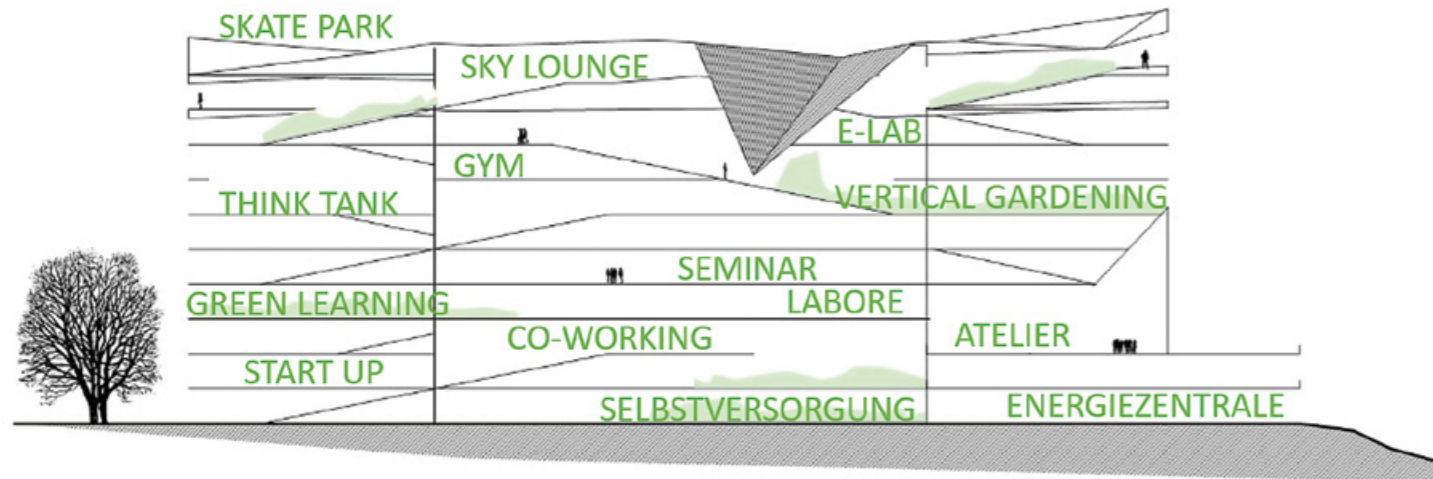 SKATE PARK
SKY LOUNGE
E-LAB
GYM
THINK TANK
VERTICAL GARDENING
SEMINAR
GREEN LEARNING
LABORE
CO-WORKING
ATELIER
START UP
SELBSTVERSORGUNG
ENERGIEZENTRALE